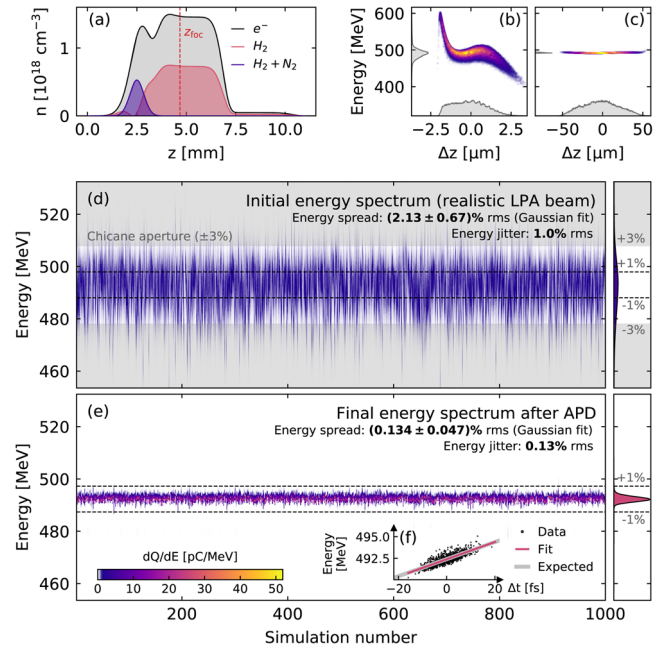 (a)
e⁻
H₂
H₂ + N₂
z_foc
n [10¹⁸ cm⁻³]
1
0
0.0 2.5 5.0 7.5 10.0
z [mm]
(b)
(c)
Energy [MeV]
600
500
400
−2.5 0.0 2.5
Δz [µm]
−50 0 50
Δz [µm]
(d)
Initial energy spectrum (realistic LPA beam)
Energy spread: (2.13 ± 0.67)% rms (Gaussian fit)
Energy jitter: 1.0% rms
Chicane aperture (±3%)
Energy [MeV]
520
500
480
460
+3%
+1%
-1%
-3%
(e)
Final energy spectrum after APD
Energy spread: (0.134 ± 0.047)% rms (Gaussian fit)
Energy jitter: 0.13% rms
Energy [MeV]
520
500
480
460
+1%
-1%
dQ/dE [pC/MeV]
0 10 20 30 40 50
(f)
Energy
[MeV]
495.0
492.5
−20 0 20
Δt [fs]
Data
Fit
Expected
200 400 600 800 1000
Simulation number